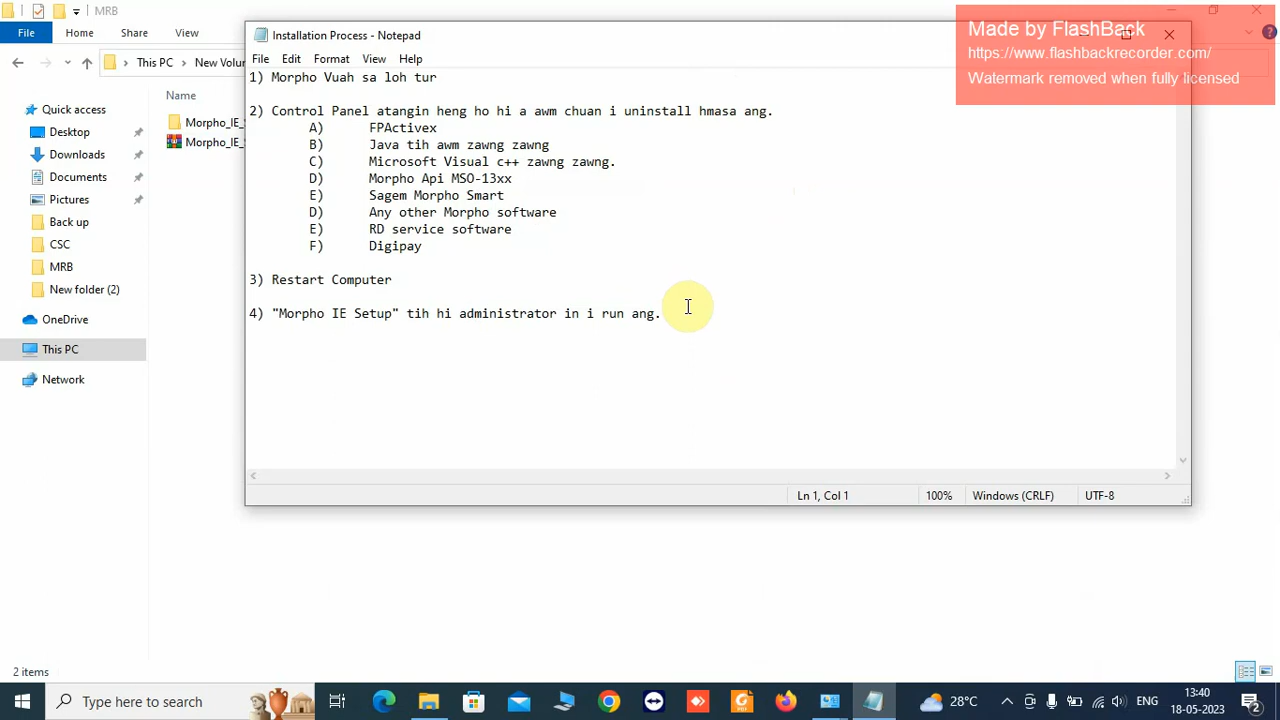 MRB
File
Home
Share
View
This PC
New Volu
Quick access
Desktop
Downloads
Documents
Pictures
Back up
CSC
MRB
New folder (2)
OneDrive
This PC
Network
Name
Morpho_IE_S
Morpho_IE_S
2 items
Installation Process - Notepad
File Edit Format View Help
1) Morpho Vuah sa loh tur
2) Control Panel atangin heng ho hi a awm chuan i uninstall hmasa ang.
A) FPActivex
B) Java tih awm zawng zawng
C) Microsoft Visual c++ zawng zawng.
D) Morpho Api MSO-13xx
E) Sagem Morpho Smart
D) Any other Morpho software
E) RD service software
F) Digipay
3) Restart Computer
4) "Morpho IE Setup" tih hi administrator in i run ang.
Ln 1, Col 1
100%
Windows (CRLF)
UTF-8
Made by FlashBack
https://www.flashbackrecorder.com/
Watermark removed when fully licensed
Type here to search
28°C
ENG
13:40
18-05-2023
2